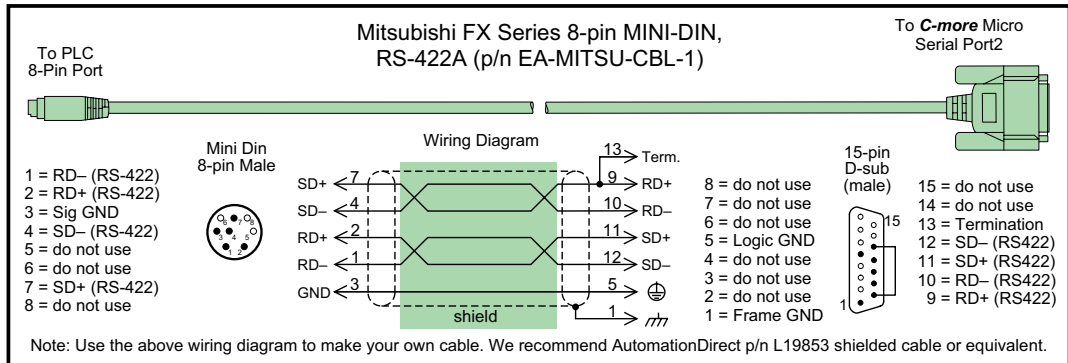 Mitsubishi FX Series 8-pin MINI-DIN,
RS-422A (p/n EA-MITSU-CBL-1)
To PLC
8-Pin Port
To C-more Micro
Serial Port2
Mini Din
8-pin Male
1 = RD– (RS-422)
2 = RD+ (RS-422)
3 = Sig GND
4 = SD– (RS-422)
5 = do not use
6 = do not use
7 = SD+ (RS-422)
8 = do not use
6 7 8
3 4 5
1 2
Wiring Diagram
13 Term.
SD+ 7 9 RD+
SD– 4 10 RD–
RD+ 2 11 SD+
RD– 1 12 SD–
GND 3 5
1
shield
8 = do not use
7 = do not use
6 = do not use
5 = Logic GND
4 = do not use
3 = do not use
2 = do not use
1 = Frame GND
15-pin
D-sub
(male)
15
1
15 = do not use
14 = do not use
13 = Termination
12 = SD– (RS422)
11 = SD+ (RS422)
10 = RD– (RS422)
9 = RD+ (RS422)
Note: Use the above wiring diagram to make your own cable. We recommend AutomationDirect p/n L19853 shielded cable or equivalent.